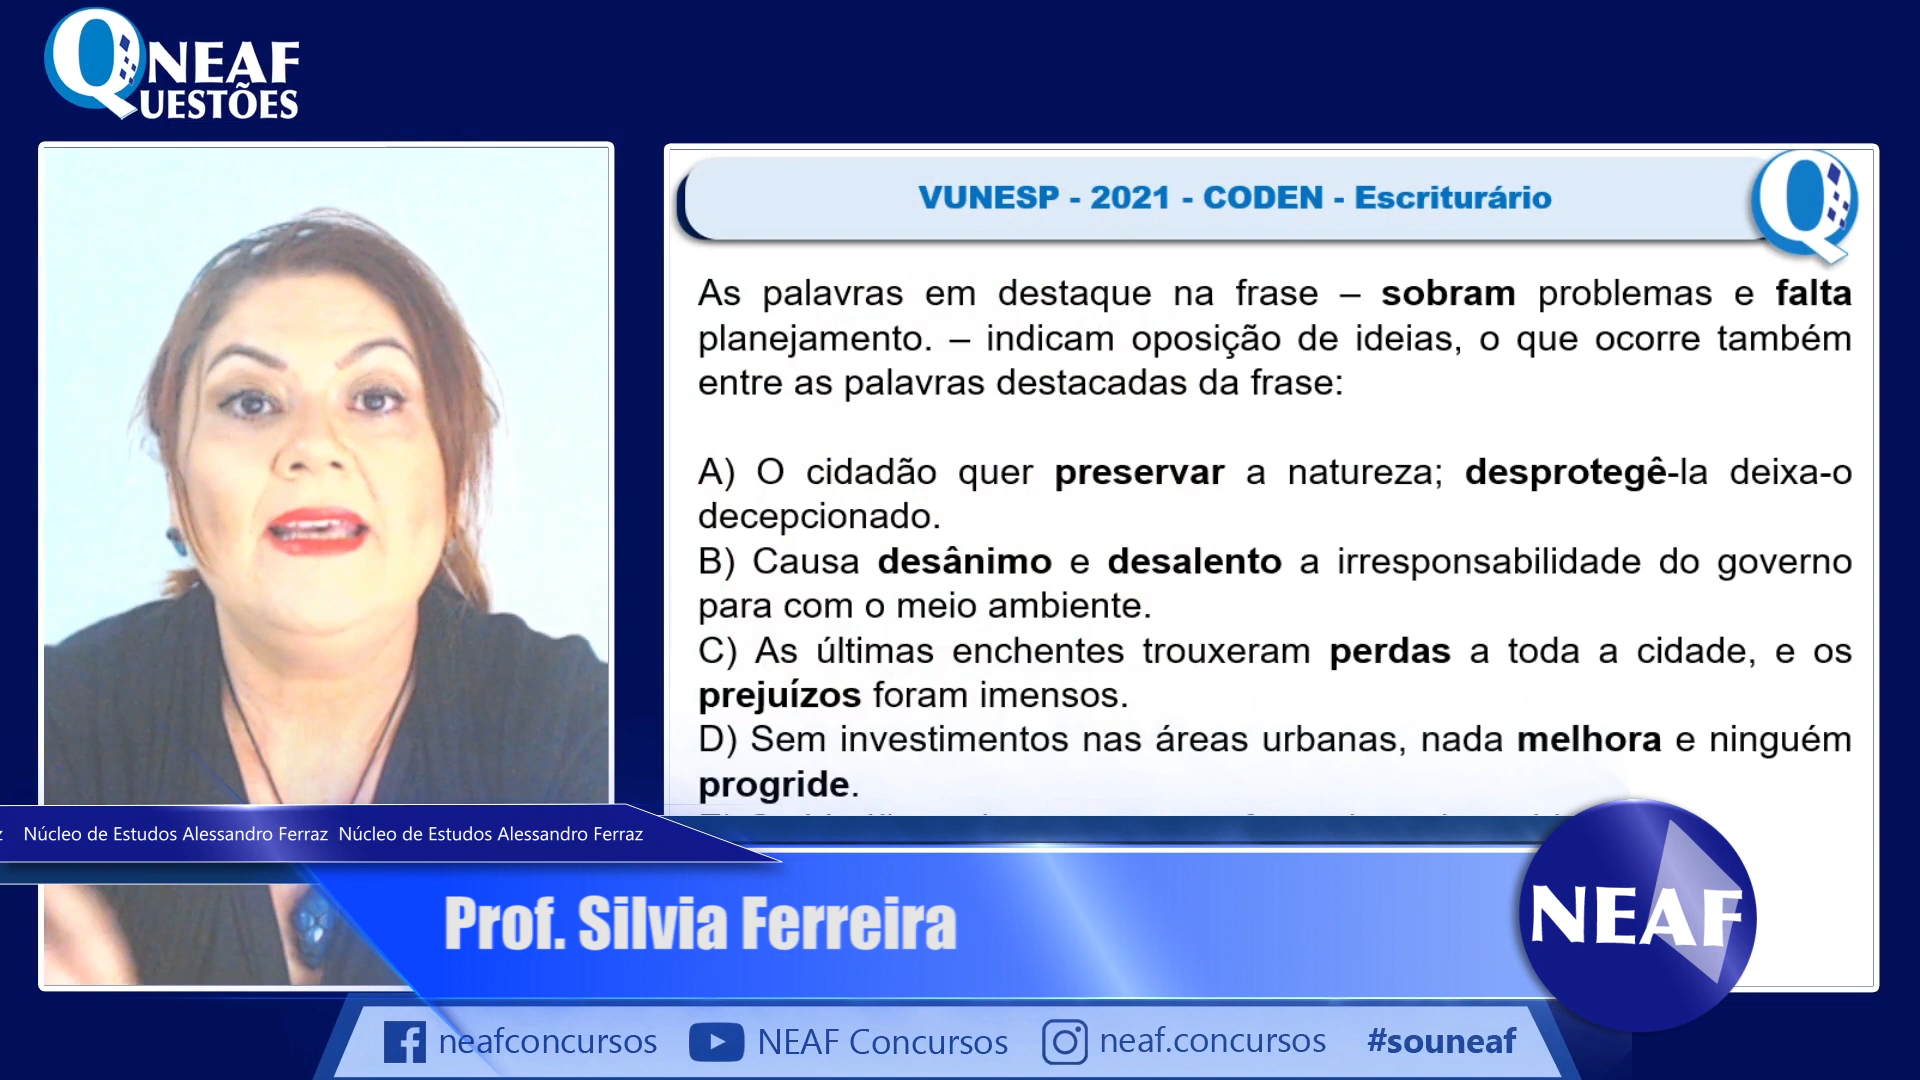 NEAF
QUESTÕES
VUNESP - 2021 - CODEN - Escriturário
As palavras em destaque na frase – sobram problemas e falta
planejamento. – indicam oposição de ideias, o que ocorre também
entre as palavras destacadas da frase:
A) O cidadão quer preservar a natureza; desprotegê-la deixa-o
decepcionado.
B) Causa desânimo e desalento a irresponsabilidade do governo
para com o meio ambiente.
C) As últimas enchentes trouxeram perdas a toda a cidade, e os
prejuízos foram imensos.
D) Sem investimentos nas áreas urbanas, nada melhora e ninguém
progride.
Núcleo de Estudos Alessandro Ferraz Núcleo de Estudos Alessandro Ferraz
Prof. Silvia Ferreira
NEAF
neafconcursos NEAF Concursos neaf.concursos #souneaf